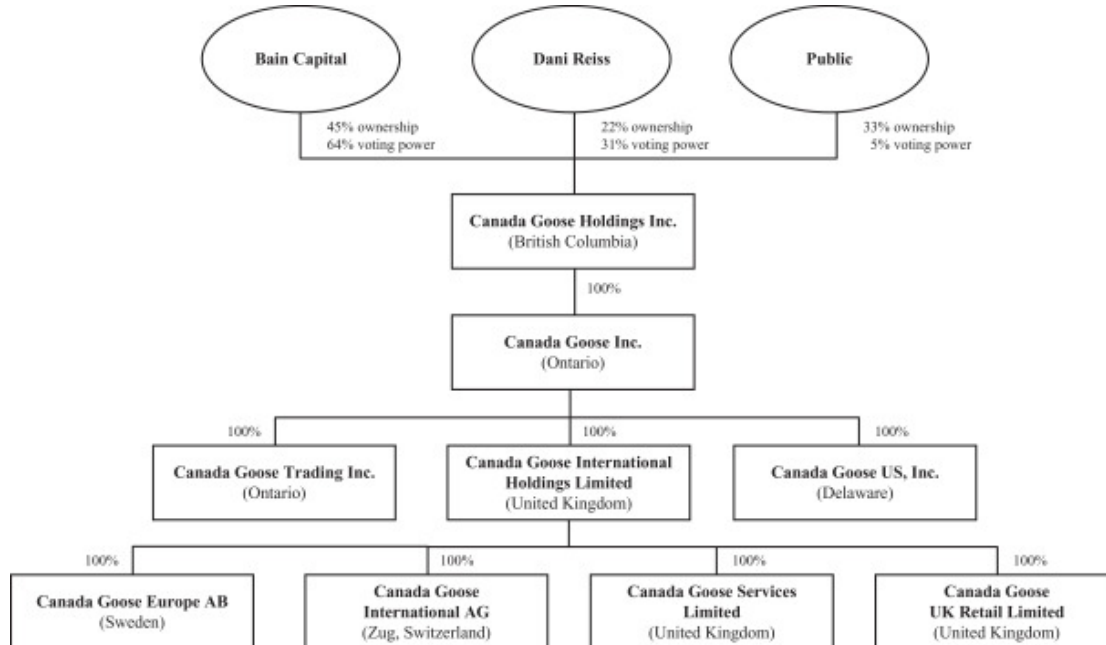 Bain Capital
Dani Reiss
Public
45% ownership
64% voting power
22% ownership
31% voting power
33% ownership
5% voting power
Canada Goose Holdings Inc.
(British Columbia)
100%
Canada Goose Inc.
(Ontario)
100%
100%
100%
Canada Goose Trading Inc.
(Ontario)
Canada Goose International
Holdings Limited
(United Kingdom)
Canada Goose US, Inc.
(Delaware)
100%
100%
100%
100%
Canada Goose Europe AB
(Sweden)
Canada Goose
International AG
(Zug, Switzerland)
Canada Goose Services
Limited
(United Kingdom)
Canada Goose
UK Retail Limited
(United Kingdom)